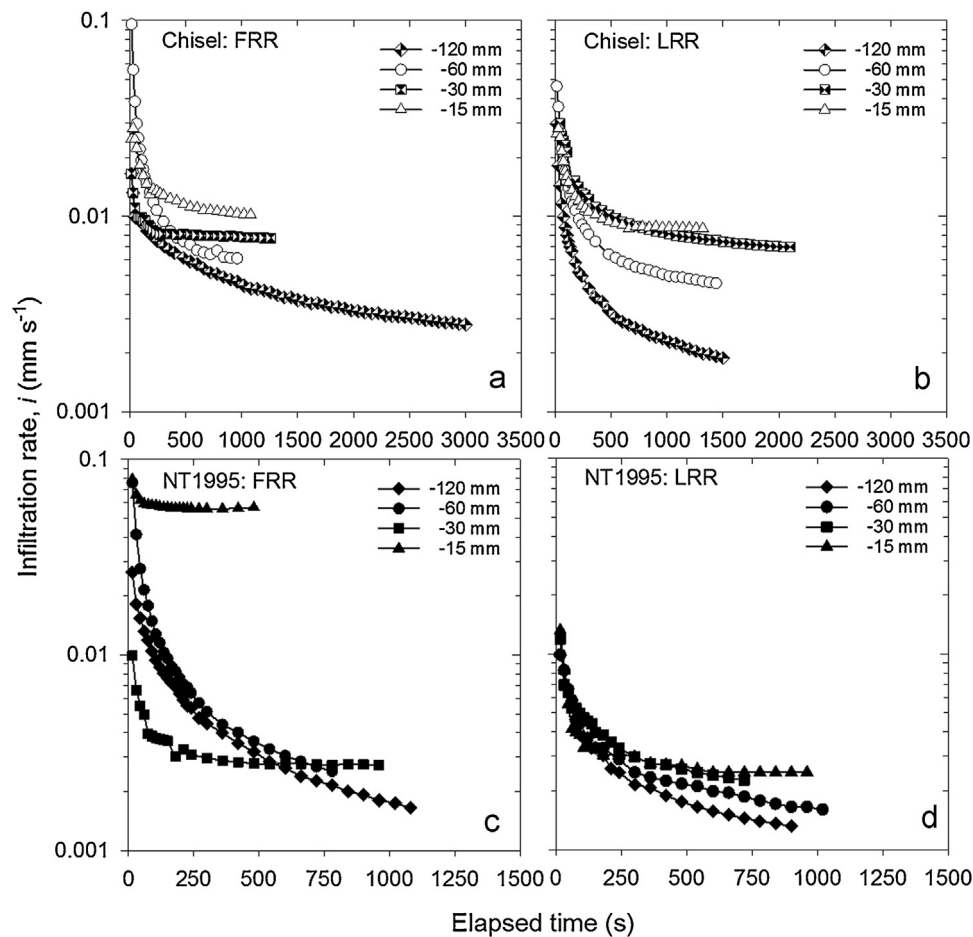 Chisel: FRR
-120 mm
-60 mm
-30 mm
-15 mm
a
0.1
0.01
0.001
0 500 1000 1500 2000 2500 3000 3500
Chisel: LRR
-120 mm
-60 mm
-30 mm
-15 mm
b
0 500 1000 1500 2000 2500 3000 3500
NT1995: FRR
-120 mm
-60 mm
-30 mm
-15 mm
c
0.1
0.01
0.001
0 250 500 750 1000 1250 1500
NT1995: LRR
-120 mm
-60 mm
-30 mm
-15 mm
d
0 250 500 750 1000 1250 1500
Infiltration rate, i (mm s-1)
Elapsed time (s)